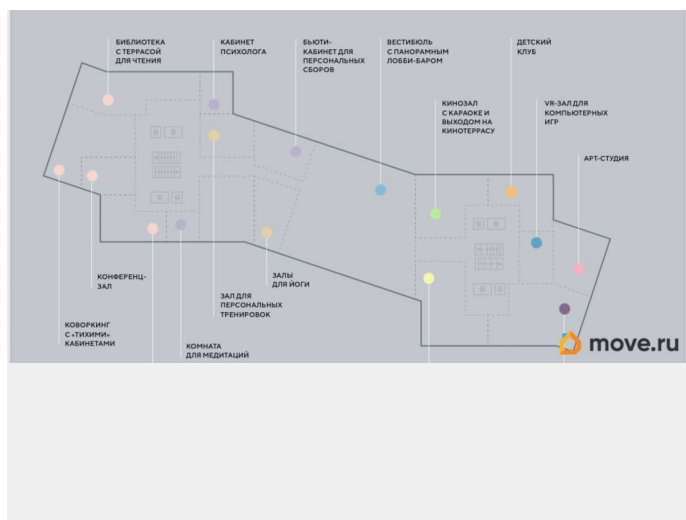 БИБЛИОТЕКА
С ТЕРРАСОЙ
ДЛЯ ЧТЕНИЯ
КАБИНЕТ
ПСИХОЛОГА
БЬЮТИ-
КАБИНЕТ ДЛЯ
ПЕРСОНАЛЬНЫХ
СБОРОВ
ВЕСТИБЮЛЬ
С ПАНОРАМНЫМ
ЛОББИ-БАРОМ
ДЕТСКИЙ
КЛУБ
КИНОЗАЛ
С КАРАОКЕ И
ВЫХОДОМ НА
КИНОТЕРРАСУ
VR-ЗАЛ ДЛЯ
КОМПЬЮТЕРНЫХ
ИГР
АРТ-СТУДИЯ
КОНФЕРЕНЦ-
ЗАЛ
ЗАЛЫ
ДЛЯ ЙОГИ
ЗАЛ ДЛЯ
ПЕРСОНАЛЬНЫХ
ТРЕНИРОВОК
КОВОРКИНГ
С «ТИХИМИ»
КАБИНЕТАМИ
КОМНАТА
ДЛЯ МЕДИТАЦИЙ
move.ru